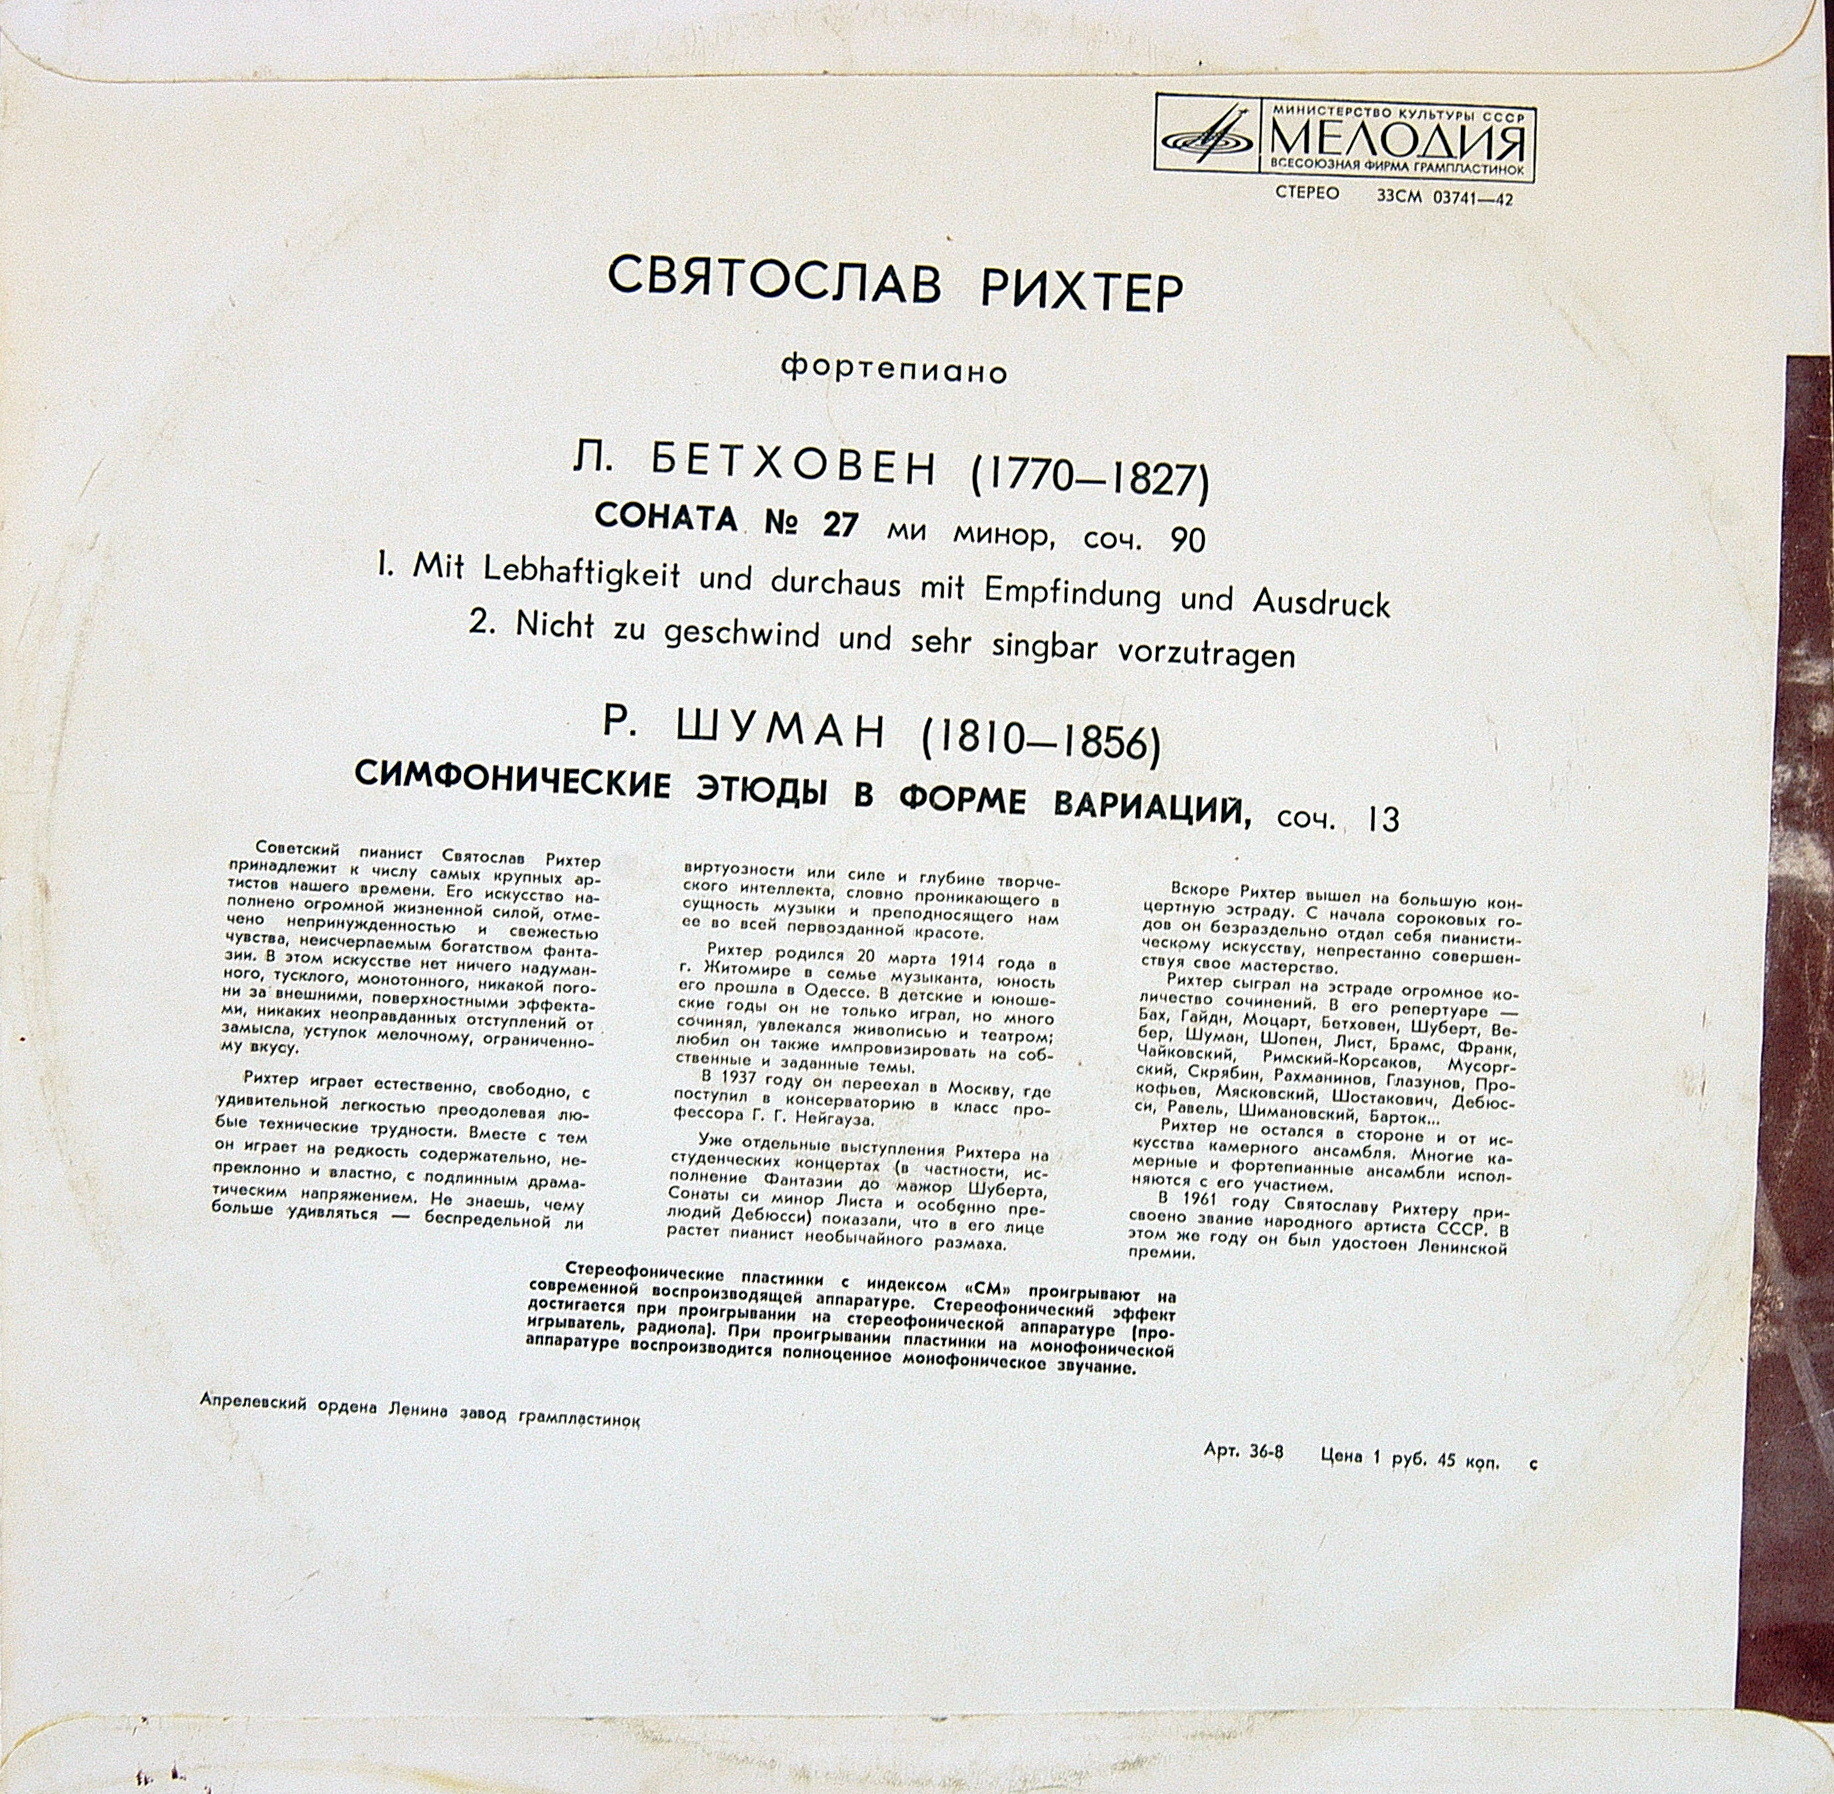 МИНИСТЕРСТВО КУЛЬТУРЫ СССР
МЕЛОДИЯ
ВСЕСОЮЗНАЯ ФИРМА ГРАМПЛАСТИНОК
СТЕРЕО 33СМ 03741—42
СВЯТОСЛАВ РИХТЕР
фортепиано
Л. БЕТХОВЕН (1770—1827)
СОНАТА № 27 ми минор, соч. 90
1. Mit Lebhaftigkeit und durchaus mit Empfindung und Ausdruck
2. Nicht zu geschwind und sehr singbar vorzutragen
Р. ШУМАН (1810—1856)
СИМФОНИЧЕСКИЕ ЭТЮДЫ В ФОРМЕ ВАРИАЦИЙ, соч. 13
Советский пианист Святослав Рихтер
принадлежит к числу самых крупных ар-
тистов нашего времени. Его искусство на-
полнено огромной жизненной силой, отме-
чено непринужденностью и свежестью
чувства, неисчерпаемым богатством фанта-
зии. В этом искусстве нет ничего надуман-
ного, тусклого, монотонного, никакой пого-
ни за внешними, поверхностными эффекта-
ми, никаких неоправданных отступлений от
замысла, уступок мелочному, ограниченно-
му вкусу.
Рихтер играет естественно, свободно, с
удивительной легкостью преодолевая лю-
бые технические трудности. Вместе с тем
он играет на редкость содержательно, не-
преклонно и властно, с подлинным драма-
тическим напряжением. Не знаешь, чему
больше удивляться — беспредельной ли
виртуозности или силе и глубине творче-
ского интеллекта, словно проникающего в
сущность музыки и преподносящего нам
ее во всей первозданной красоте.
Рихтер родился 20 марта 1914 года в
г. Житомире в семье музыканта, юность
его прошла в Одессе. В детские и юноше-
ские годы он не только играл, но много
сочинял, увлекался живописью и театром;
любил он также импровизировать на соб-
ственные и заданные темы.
В 1937 году он переехал в Москву, где
поступил в консерваторию в класс про-
фессора Г. Г. Нейгауза.
Уже отдельные выступления Рихтера на
студенческих концертах (в частности, ис-
полнение Фантазии до мажор Шуберта,
Сонаты си минор Листа и особенно пре-
людий Дебюсси) показали, что в его лице
растет пианист необычайного размаха.
Вскоре Рихтер вышел на большую кон-
цертную эстраду. С начала сороковых го-
дов он безраздельно отдал себя пианисти-
ческому искусству, непрестанно совершен-
ствуя свое мастерство.
Рихтер сыграл на эстраде огромное ко-
личество сочинений. В его репертуаре —
Бах, Гайдн, Моцарт, Бетховен, Шуберт, Ве-
бер, Шуман, Шопен, Лист, Брамс, Франк,
Чайковский, Римский-Корсаков, Мусорг-
ский, Скрябин, Рахманинов, Глазунов, Про-
кофьев, Мясковский, Шостакович, Дебюс-
си, Равель, Шимановский, Барток...
Рихтер не остался в стороне и от ис-
кусства камерного ансамбля. Многие ка-
мерные и фортепианные ансамбли испол-
няются с его участием.
В 1961 году Святославу Рихтеру при-
своено звание народного артиста СССР. В
этом же году он был удостоен Ленинской
премии.
Стереофонические пластинки с индексом «СМ» проигрывают на
современной воспроизводящей аппаратуре. Стереофонический эффект
достигается при проигрывании на стереофонической аппаратуре (про-
игрыватель, радиола). При проигрывании пластинки на монофонической
аппаратуре воспроизводится полноценное монофоническое звучание.
Апрелевский ордена Ленина завод грампластинок
Арт. 36-8 Цена 1 руб. 45 коп. с